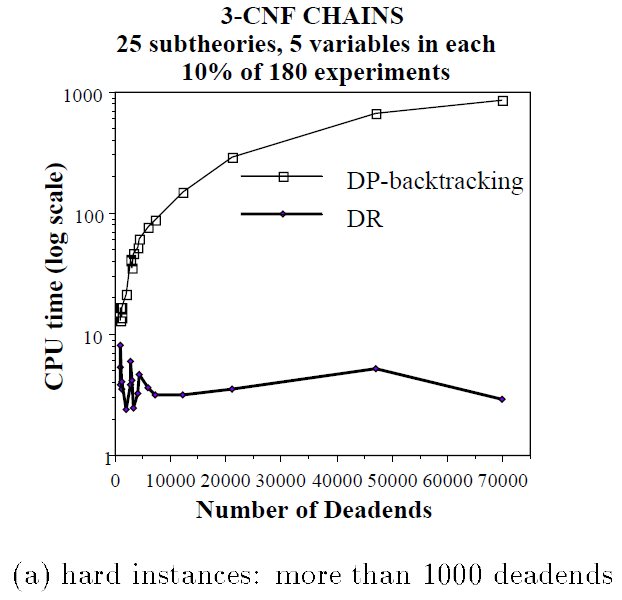 3-CNF CHAINS
25 subtheories, 5 variables in each
10% of 180 experiments
1000
100
10
1
CPU time (log scale)
DP-backtracking
DR
0 10000 20000 30000 40000 50000 60000 70000
Number of Deadends
(a) hard instances: more than 1000 deadends